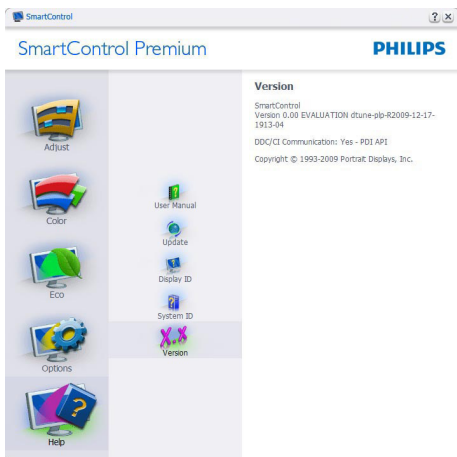 SmartControl
SmartControl Premium
PHILIPS
Adjust
Color
Eco
Options
Help
User Manual
Update
Display ID
System ID
X.X
Version
Version
SmartControl
Version 0.00 EVALUATION dtune-plp-R2009-12-17-
1913-04
DDC/CI Communication: Yes - PDI API
Copyright © 1993-2009 Portrait Displays, Inc.